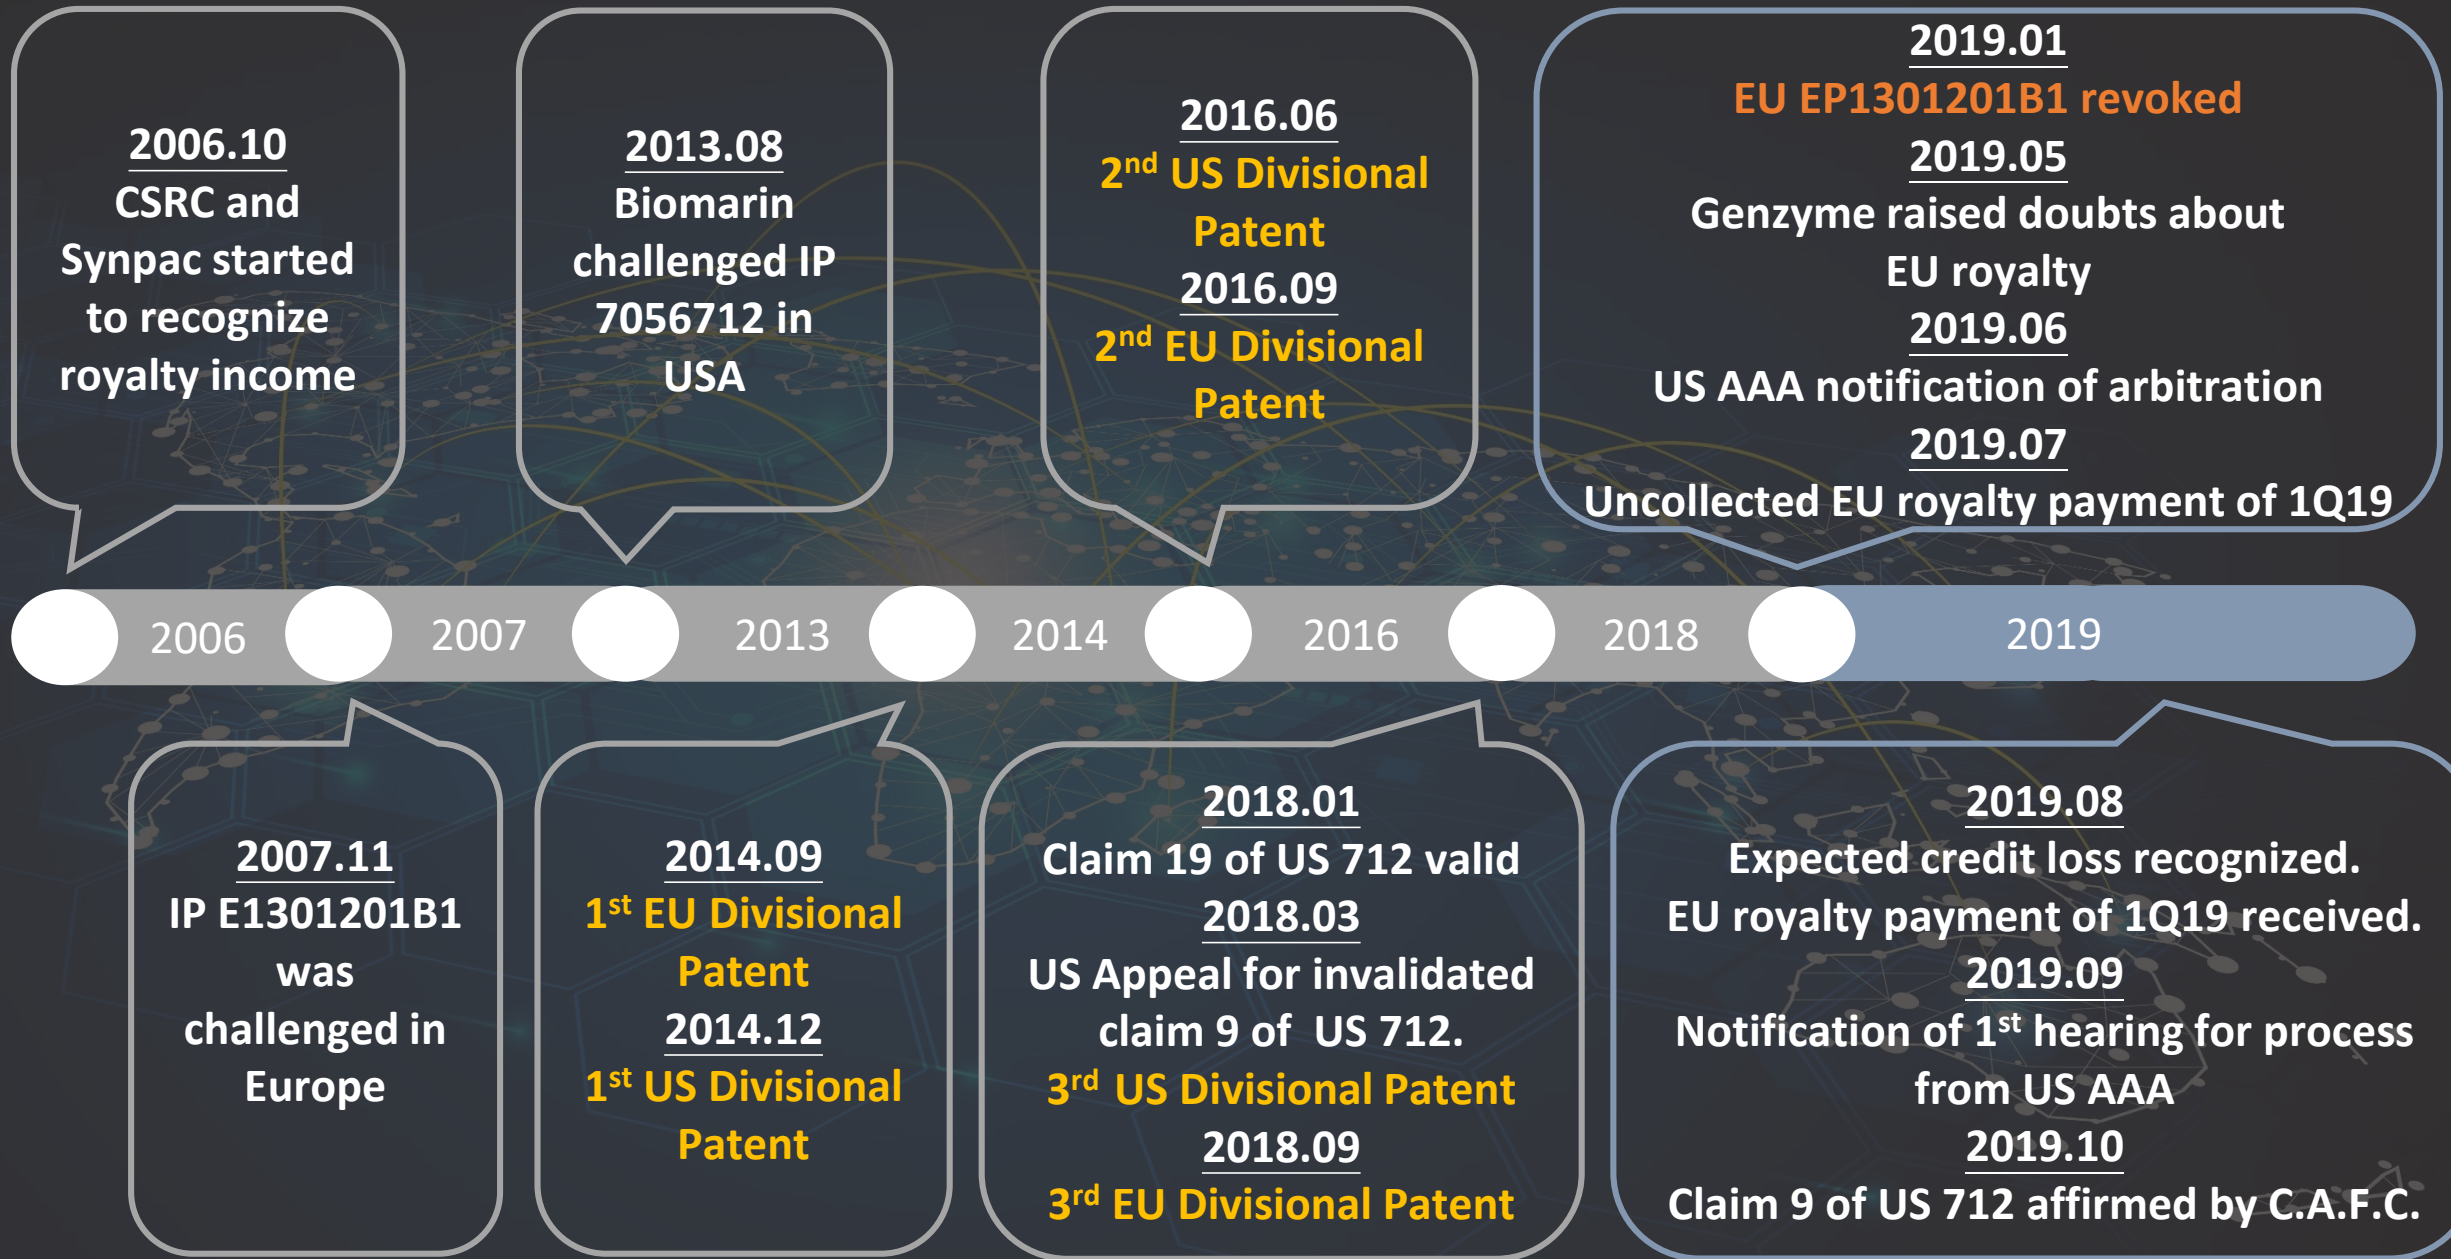 2006.10
CSRC and
Synpac started
to recognize
royalty income
2013.08
Biomarin
challenged IP
7056712 in
USA
2016.06
2nd US Divisional
Patent
2016.09
2nd EU Divisional
Patent
2019.01
EU EP1301201B1 revoked
2019.05
Genzyme raised doubts about
EU royalty
2019.06
US AAA notification of arbitration
2019.07
Uncollected EU royalty payment of 1Q19
2006
2007
2013
2014
2016
2018
2019
2007.11
IP E1301201B1
was
challenged in
Europe
2014.09
1st EU Divisional
Patent
2014.12
1st US Divisional
Patent
2018.01
Claim 19 of US 712 valid
2018.03
US Appeal for invalidated
claim 9 of US 712.
3rd US Divisional Patent
2018.09
3rd EU Divisional Patent
2019.08
Expected credit loss recognized.
EU royalty payment of 1Q19 received.
2019.09
Notification of 1st hearing for process
from US AAA
2019.10
Claim 9 of US 712 affirmed by C.A.F.C.